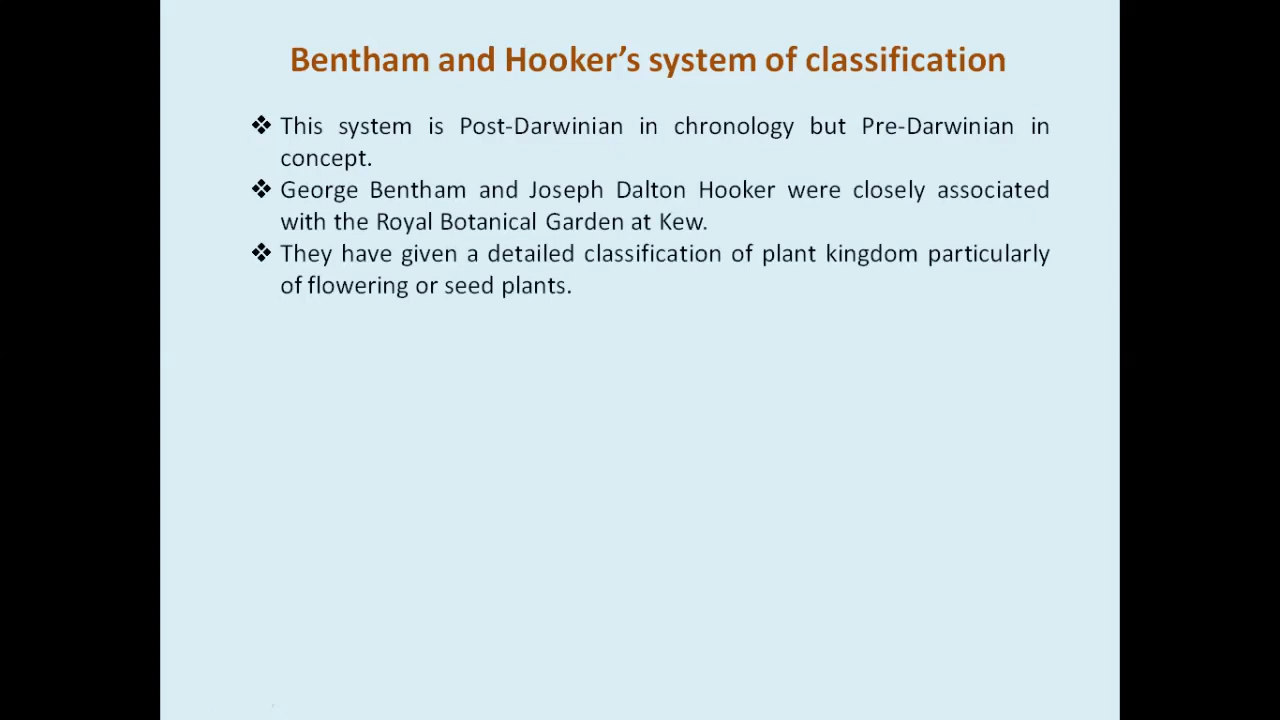 Bentham and Hooker's system of classification
❖ This system is Post-Darwinian in chronology but Pre-Darwinian in
concept.
❖ George Bentham and Joseph Dalton Hooker were closely associated
with the Royal Botanical Garden at Kew.
❖ They have given a detailed classification of plant kingdom particularly
of flowering or seed plants.